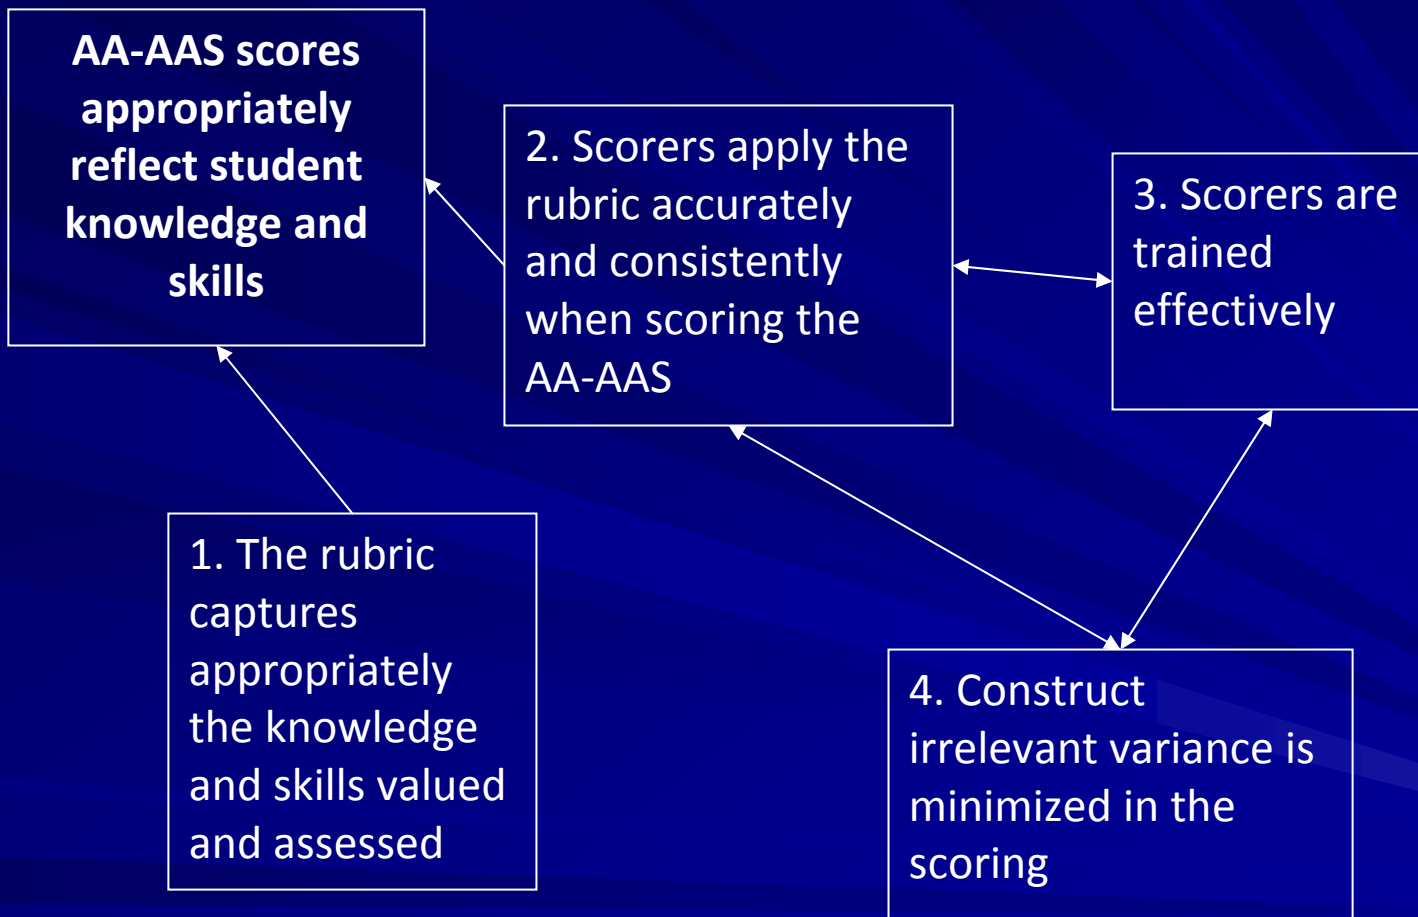 AA-AAS scores
appropriately
reflect student
knowledge and
skills
2. Scorers apply the
rubric accurately
and consistently
when scoring the
AA-AAS
3. Scorers are
trained
effectively
1. The rubric
captures
appropriately
the knowledge
and skills valued
and assessed
4. Construct
irrelevant variance is
minimized in the
scoring